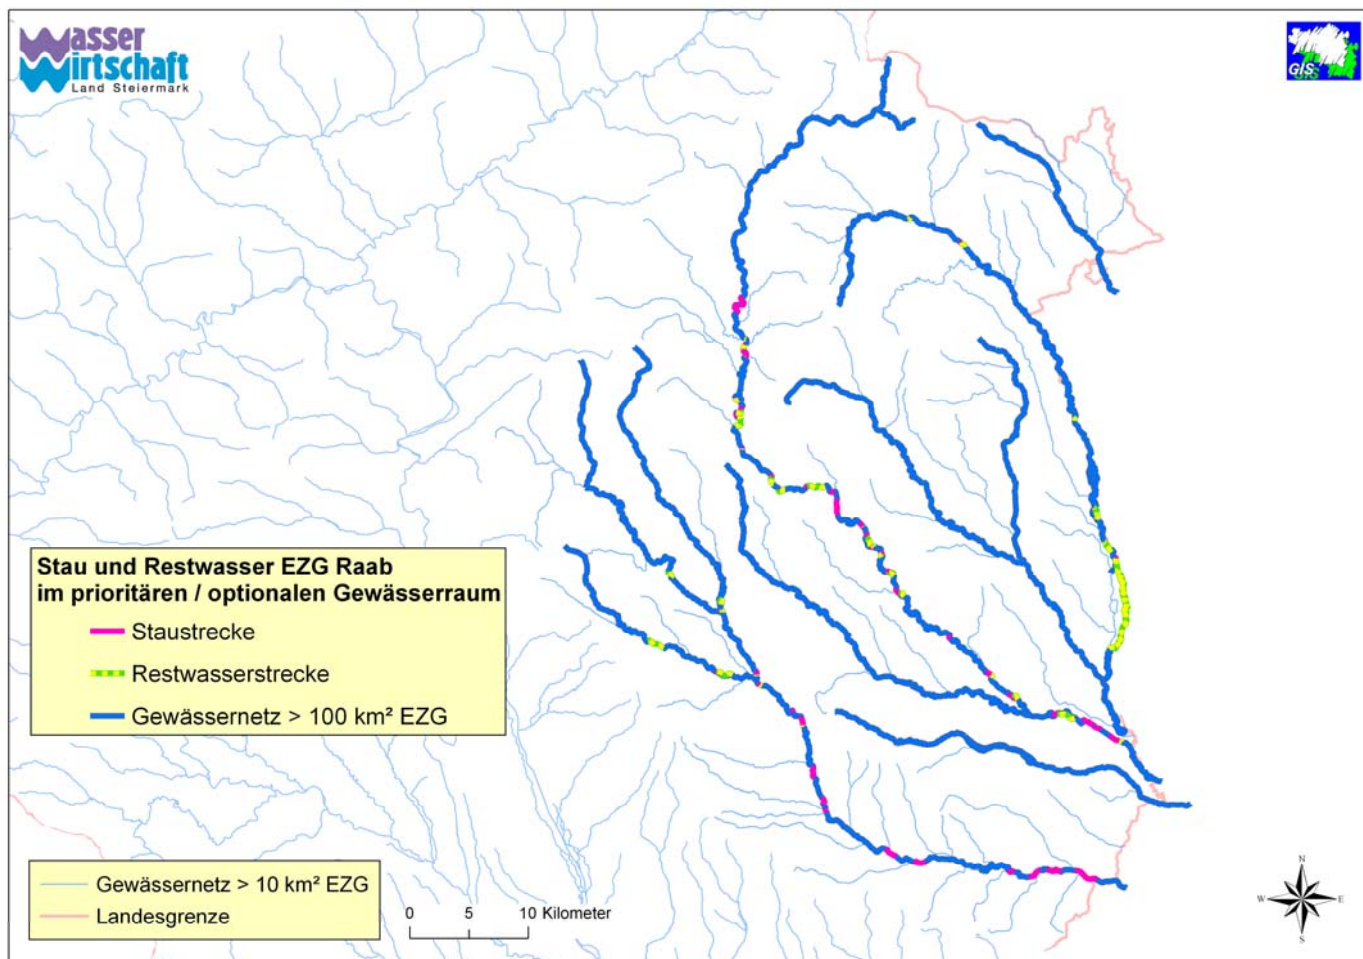 Wasser
Wirtschaft
Land Steiermark
GIS
GIS
Stau und Restwasser EZG Raab
im prioritären / optionalen Gewässerraum
Staustrecke
Restwasserstrecke
Gewässernetz > 100 km² EZG
Gewässernetz > 10 km² EZG
Landesgrenze
0 5 10 Kilometer
N
W E
S